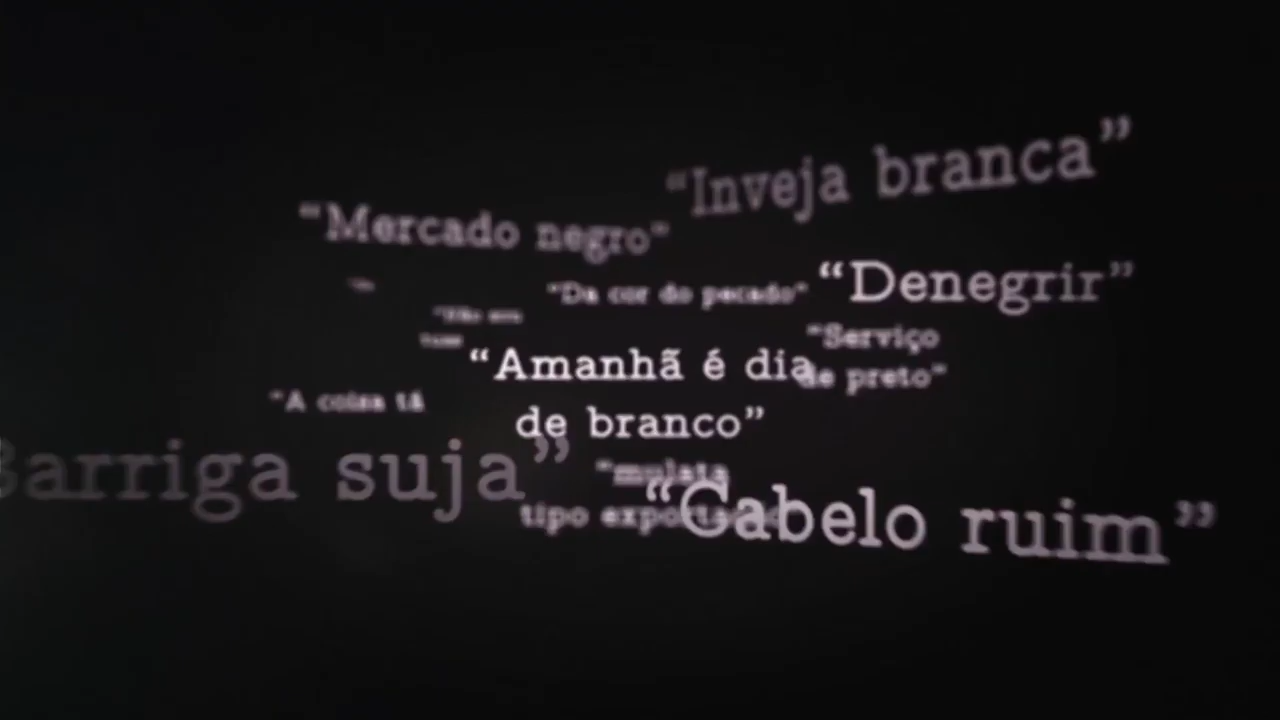 “Inveja branca”
“Mercado negro”
“Denegrir”
“Da cor do pecado”
“Serviço
de preto”
“Amanhã é dia
de branco”
“A coisa tá
Barriga suja”
“mulata
tipo exportação
“Cabelo ruim”